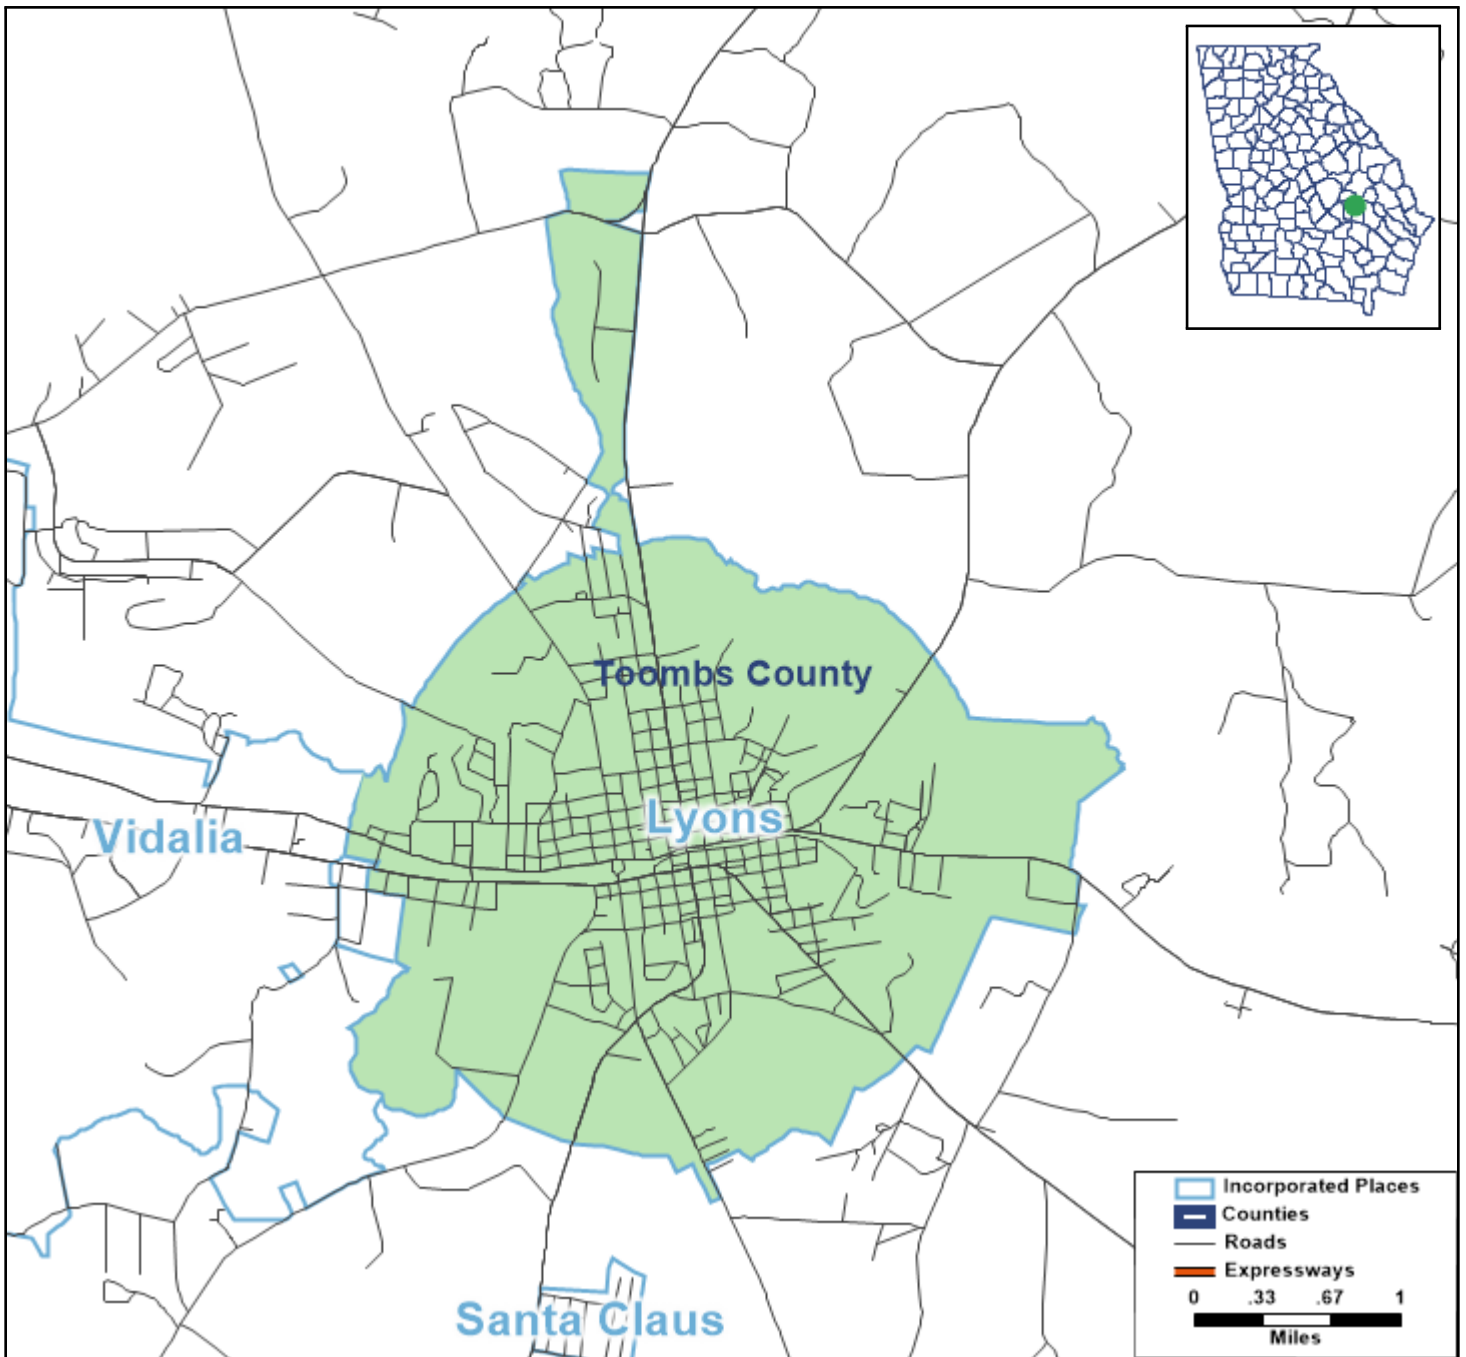 Toombs County
Lyons
Vidalia
Santa Claus
Incorporated Places
Counties
Roads
Expressways
0 .33 .67 1
Miles